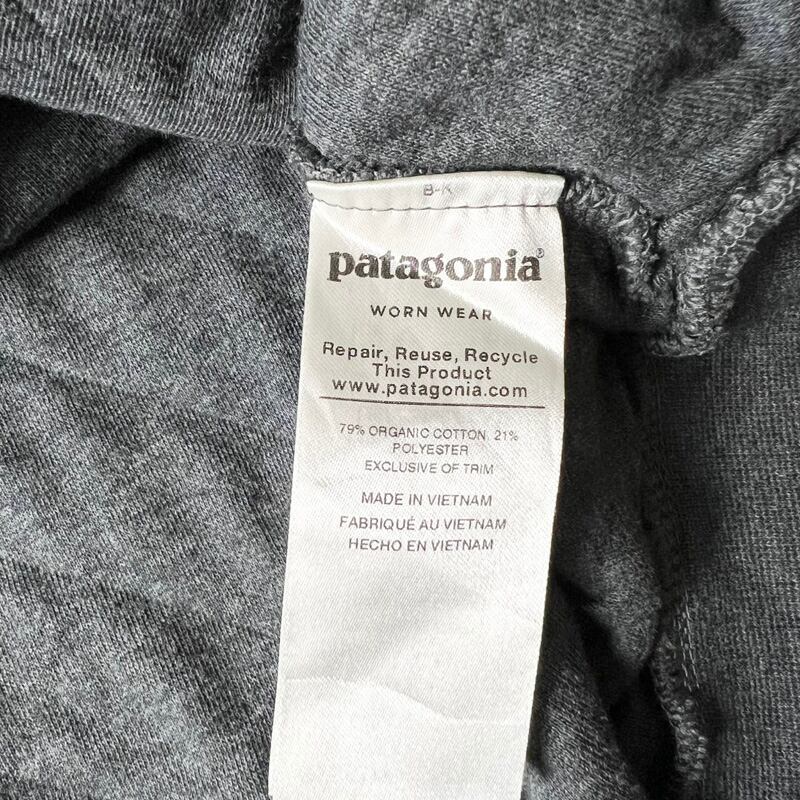 B-K
patagonia®
WORN WEAR
Repair, Reuse, Recycle
This Product
www.patagonia.com
79% ORGANIC COTTON, 21%
POLYESTER
EXCLUSIVE OF TRIM
MADE IN VIETNAM
FABRIQUÉ AU VIETNAM
HECHO EN VIETNAM